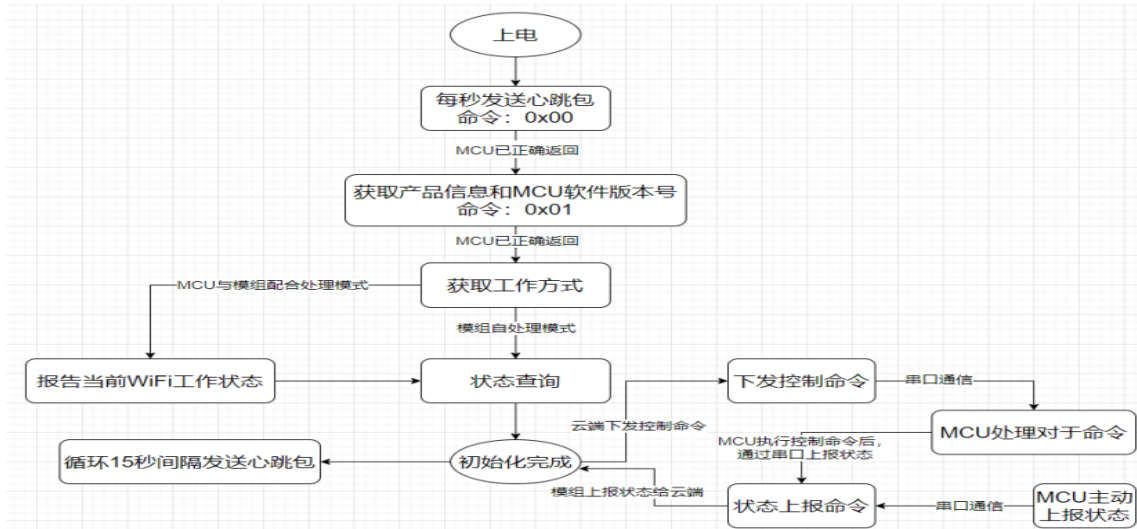 上电
每秒发送心跳包
命令：0x00
MCU已正确返回
获取产品信息和MCU软件版本号
命令：0x01
MCU已正确返回
获取工作方式
MCU与模组配合处理模式
模组自处理模式
报告当前WiFi工作状态
状态查询
下发控制命令
串口通信
云端下发控制命令
MCU处理对于命令
MCU执行控制命令后，
通过串口上报状态
循环15秒间隔发送心跳包
初始化完成
模组上报状态给云端
状态上报命令
串口通信
MCU主动
上报状态